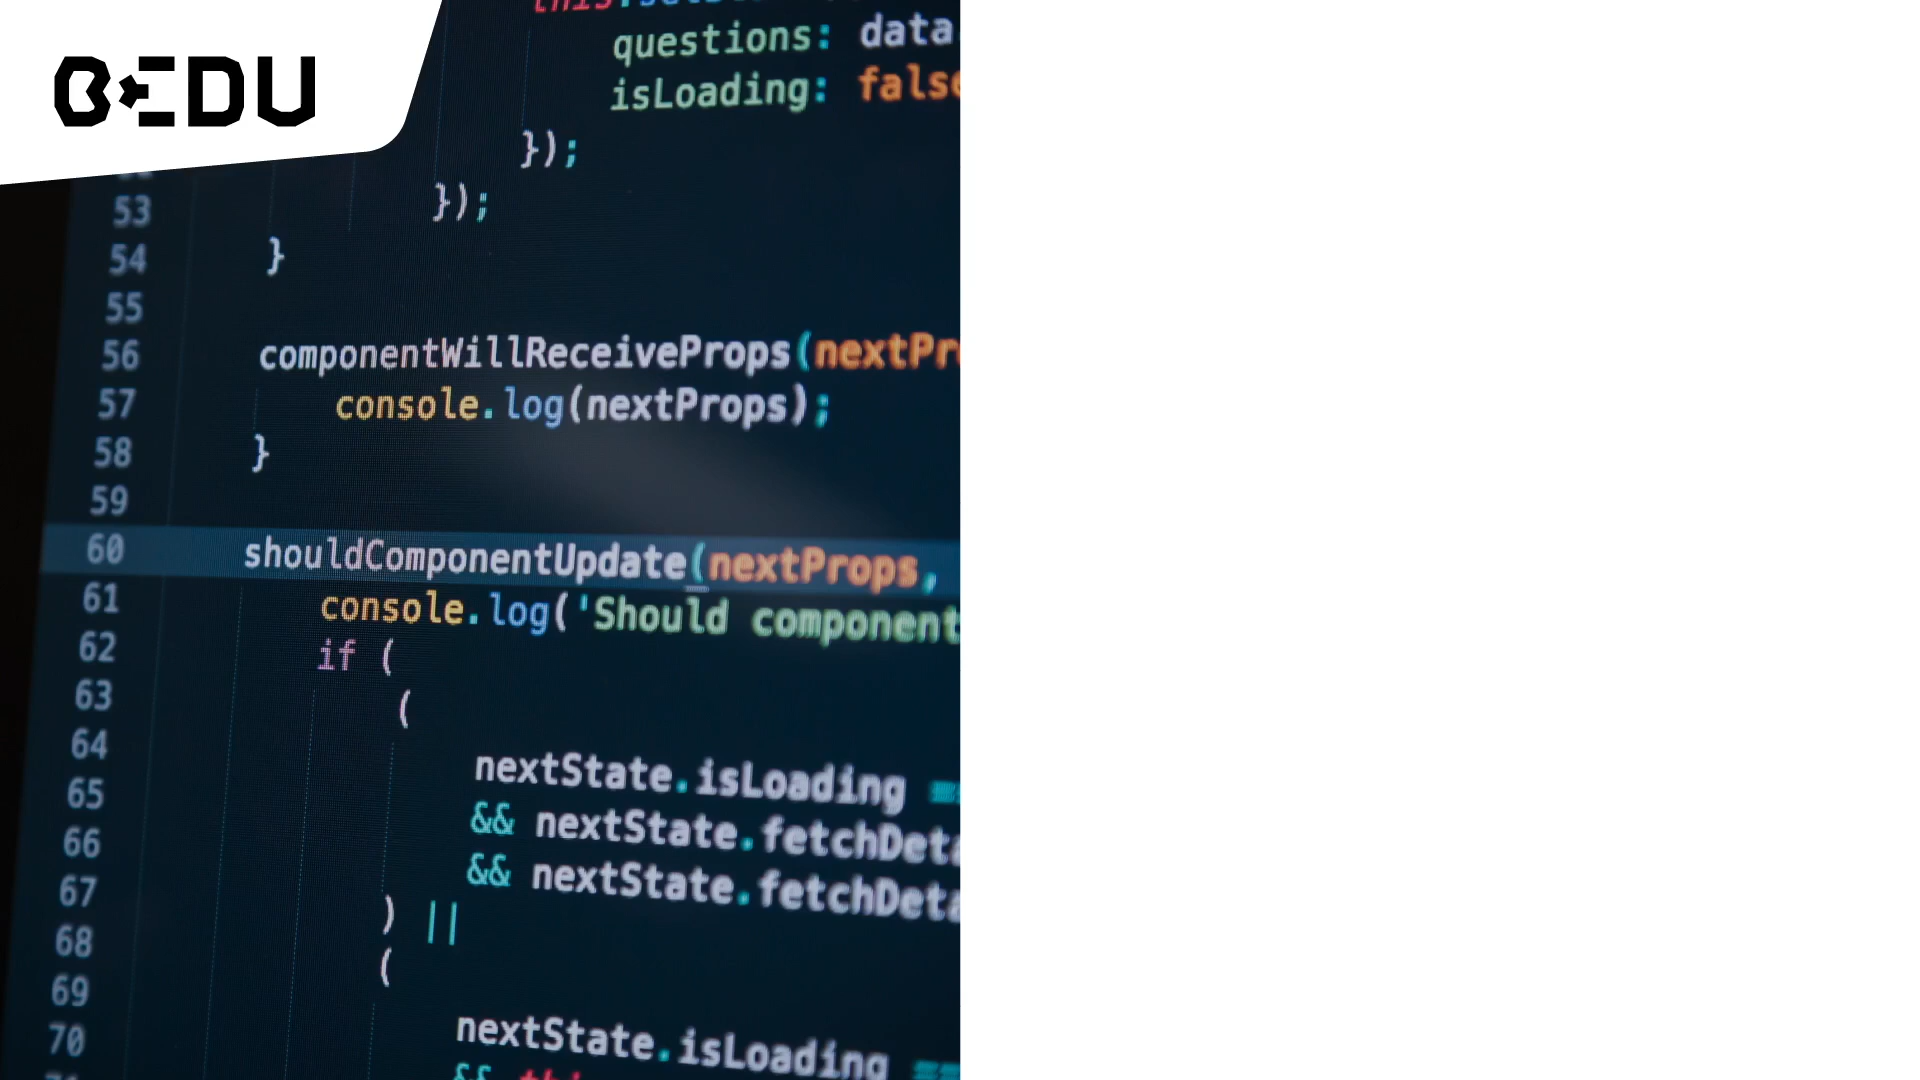 BEDU
questions: data
isLoading: false
});
53 });
54 }
55
56 componentWillReceiveProps(nextPr
57 console.log(nextProps);
58 }
59
60 shouldComponentUpdate(nextProps,
61 console.log('Should component
62 if (
63 (
64 nextState.isLoading ==
65 && nextState.fetchDeta
66 && nextState.fetchDeta
67 ) ||
68 (
69 nextState.isLoading ==
70 &&